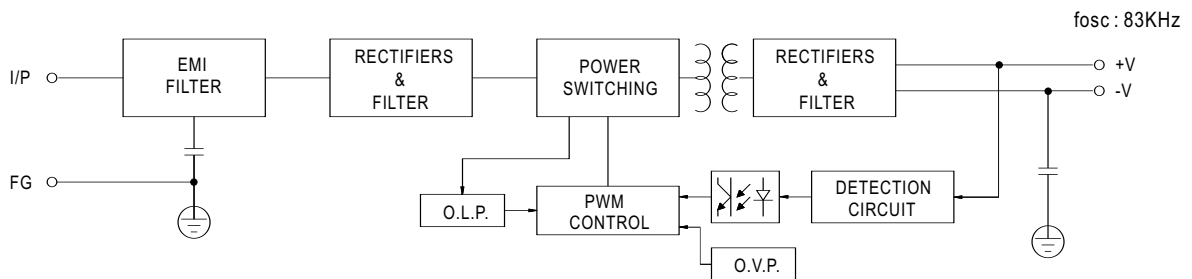 fosc : 83KHz
I/P
EMI
FILTER
RECTIFIERS
&
FILTER
POWER
SWITCHING
RECTIFIERS
&
FILTER
+V
-V
FG
O.L.P.
PWM
CONTROL
DETECTION
CIRCUIT
O.V.P.